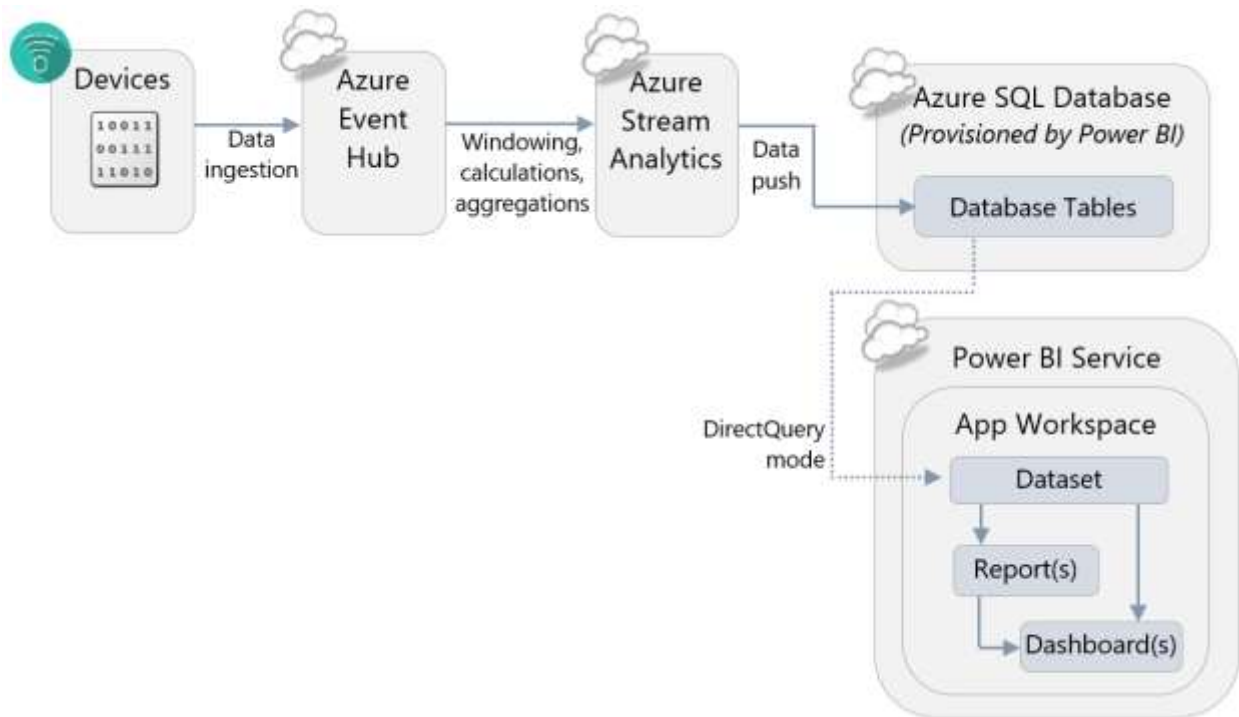 Devices
10011
00111
11010
Data
ingestion
Azure
Event
Hub
Windowing,
calculations,
aggregations
Azure
Stream
Analytics
Data
push
Azure SQL Database
(Provisioned by Power BI)
Database Tables
DirectQuery
mode
Power BI Service
App Workspace
Dataset
Report(s)
Dashboard(s)